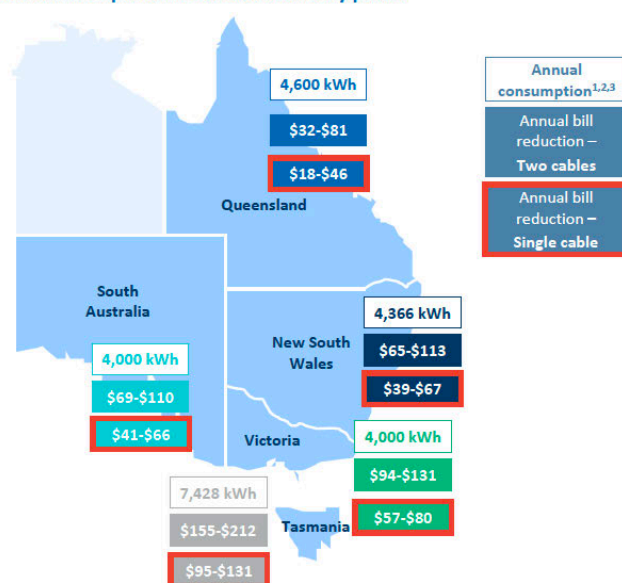 4,600 kWh
$32-$81
$18-$46
Queensland
Annual
consumption1,2,3
Annual bill
reduction –
Two cables
Annual bill
reduction –
Single cable
South
Australia
4,000 kWh
$69-$110
$41-$66
New South
Wales
4,366 kWh
$65-$113
$39-$67
Victoria
4,000 kWh
$94-$131
$57-$80
7,428 kWh
$155-$212
$95-$131
Tasmania